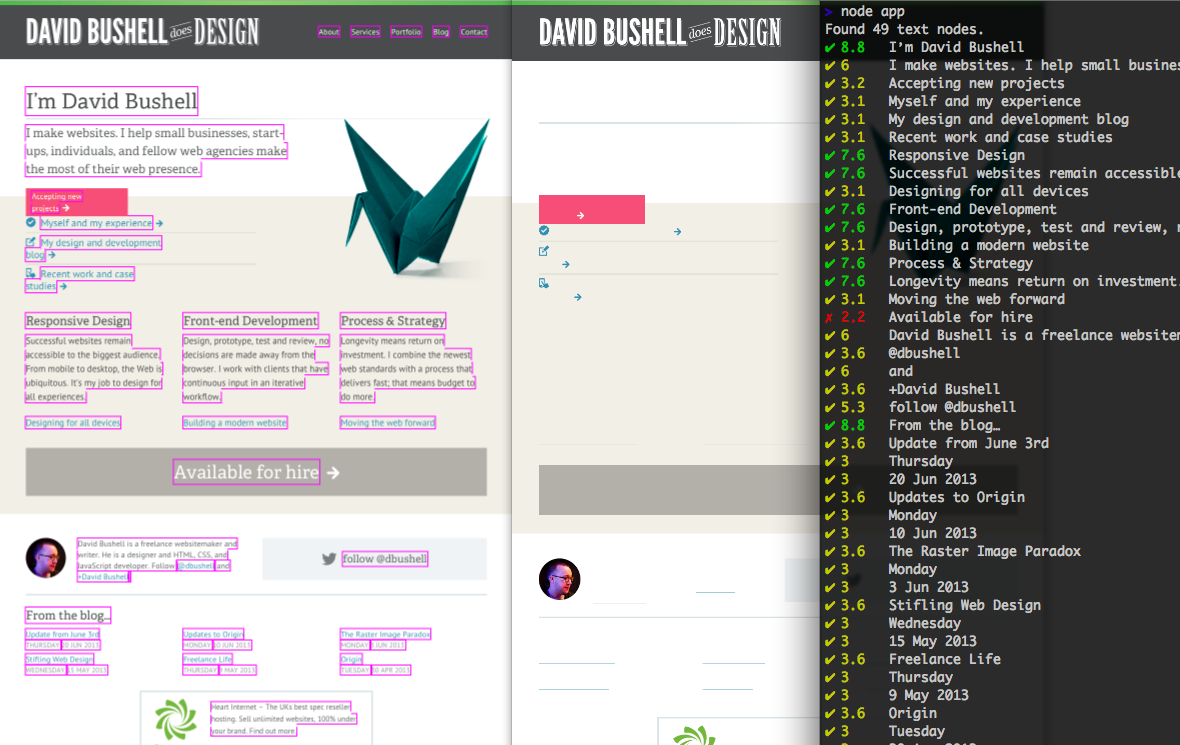 DAVID BUSHELL does DESIGN
About Services Portfolio Blog Contact
I'm David Bushell
I make websites. I help small businesses, start-
ups, individuals, and fellow web agencies make
the most of their web presence.
Accepting new
projects →
Myself and my experience →
My design and development
blog →
Recent work and case
studies →
Responsive Design
Successful websites remain
accessible to the biggest audience.
From mobile to desktop, the Web is
ubiquitous. It's my job to design for
all experiences.
Designing for all devices
Front-end Development
Design, prototype, test and review, no
decisions are made away from the
browser. I work with clients that have
continuous input in an iterative
workflow.
Building a modern website
Process & Strategy
Longevity means return on
investment. I combine the newest
web standards with a process that
delivers fast; that means budget to
do more.
Moving the web forward
Available for hire →
David Bushell is a freelance websitemaker and
writer. He is a designer and HTML, CSS, and
JavaScript developer. Follow @dbushell and
+David Bushell
follow @dbushell
From the blog…
Update from June 3rd
THURSDAY 20 JUN 2013
Updates to Origin
MONDAY 10 JUN 2013
The Raster Image Paradox
MONDAY 3 JUN 2013
Stifling Web Design
WEDNESDAY 15 MAY 2013
Freelance Life
THURSDAY 9 MAY 2013
Origin
TUESDAY 30 APR 2013
Heart Internet – The UKs best spec reseller
hosting. Sell unlimited websites, 100% under
your brand. Find out more.
DAVID BUSHELL does DESIGN
> node app
Found 49 text nodes.
✔ 8.8 I'm David Bushell
✔ 6 I make websites. I help small busines
✔ 3.2 Accepting new projects
✔ 3.1 Myself and my experience
✔ 3.1 My design and development blog
✔ 3.1 Recent work and case studies
✔ 7.6 Responsive Design
✔ 7.6 Successful websites remain accessible
✔ 3.1 Designing for all devices
✔ 7.6 Front-end Development
✔ 7.6 Design, prototype, test and review,
✔ 3.1 Building a modern website
✔ 7.6 Process & Strategy
✔ 7.6 Longevity means return on investment.
✔ 3.1 Moving the web forward
✗ 2.2 Available for hire
✔ 6 David Bushell is a freelance website
✔ 3.6 @dbushell
✔ 6 and
✔ 3.6 +David Bushell
✔ 5.3 follow @dbushell
✔ 8.8 From the blog…
✔ 3.6 Update from June 3rd
✔ 3 Thursday
✔ 3 20 Jun 2013
✔ 3.6 Updates to Origin
✔ 3 Monday
✔ 3 10 Jun 2013
✔ 3.6 The Raster Image Paradox
✔ 3 Monday
✔ 3 3 Jun 2013
✔ 3.6 Stifling Web Design
✔ 3 Wednesday
✔ 3 15 May 2013
✔ 3.6 Freelance Life
✔ 3 Thursday
✔ 3 9 May 2013
✔ 3.6 Origin
✔ 3 Tuesday